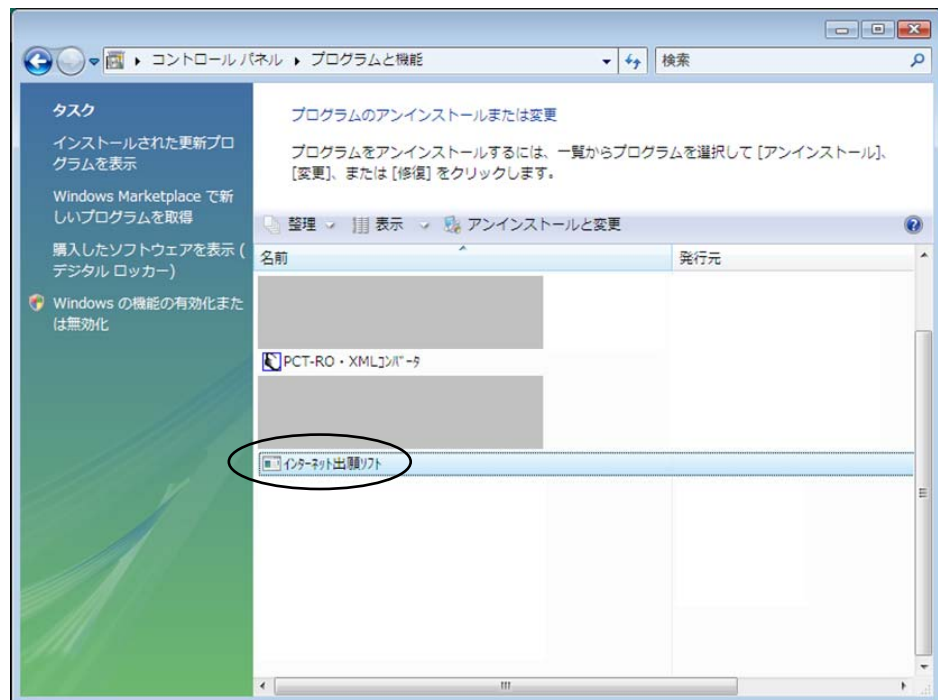 コントロール パネル ▶ プログラムと機能
検索
タスク
インストールされた更新プロ
グラムを表示
Windows Marketplace で新
しいプログラムを取得
購入したソフトウェアを表示 (
デジタル ロッカー)
Windows の機能の有効化また
は無効化
プログラムのアンインストールまたは変更
プログラムをアンインストールするには、一覧からプログラムを選択して [アンインストール]、
[変更]、または [修復] をクリックします。
整理 表示 アンインストールと変更
名前 発行元
PCT-RO・XMLｺﾝﾊﾞｰﾀ
ｲﾝﾀｰﾈｯﾄ出願ｿﾌﾄ